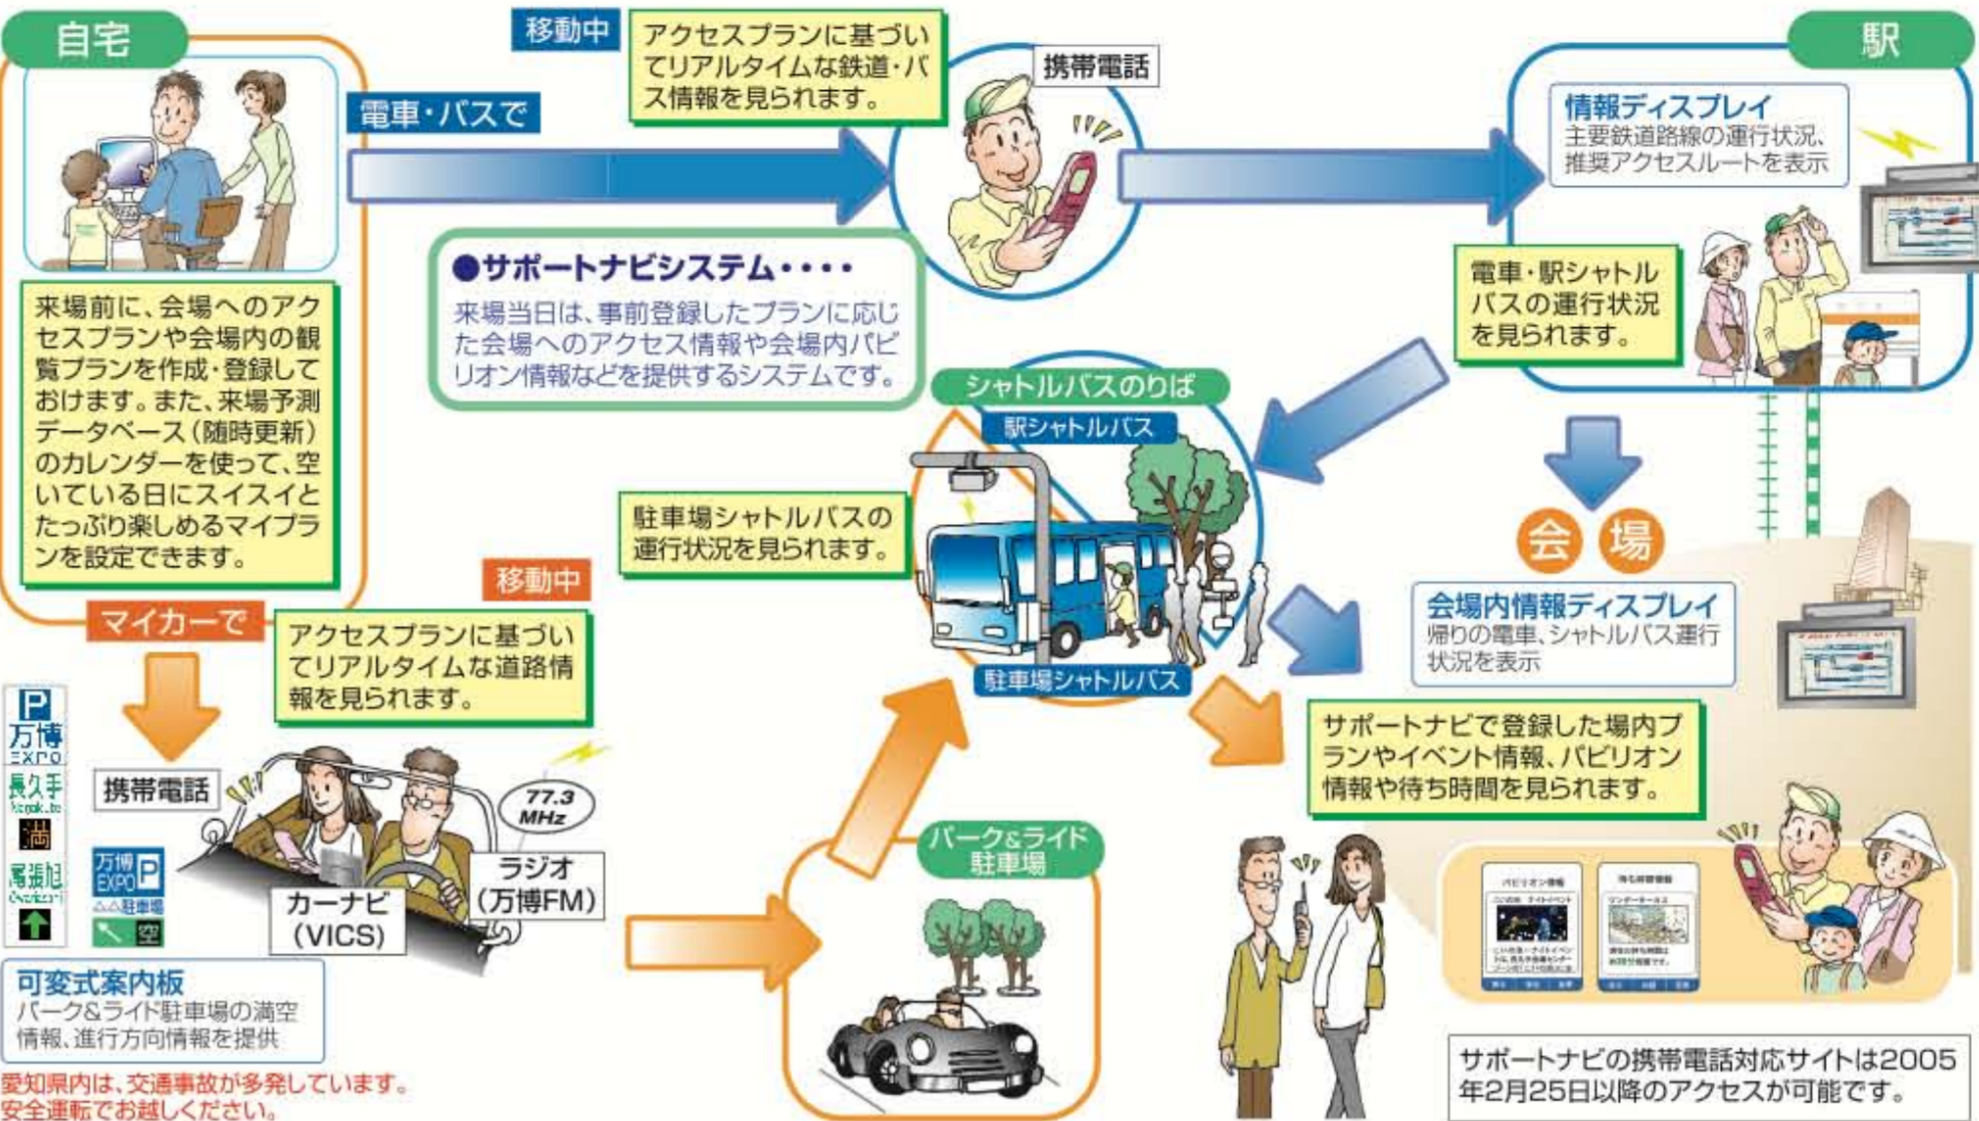 自宅
移動中
アクセスプランに基づい
てリアルタイムな鉄道・バ
ス情報を見られます。
携帯電話
駅
電車・バスで
情報ディスプレイ
主要鉄道路線の運行状況、
推奨アクセスルートを表示
●サポートナビシステム・・・・
来場当日は、事前登録したプランに応じ
た会場へのアクセス情報や会場内パビ
リオン情報などを提供するシステムです。
電車・駅シャトル
バスの運行状況
を見られます。
来場前に、会場へのアク
セスプランや会場内の観
覧プランを作成・登録して
おけます。また、来場予測
データベース（随時更新）
のカレンダーを使って、空
いている日にスイスイと
たっぷり楽しめるマイプラ
ンを設定できます。
シャトルバスのりば
駅シャトルバス
駐車場シャトルバスの
運行状況を見られます。
駐車場シャトルバス
会場
会場内情報ディスプレイ
帰りの電車、シャトルバス運行
状況を表示
マイカーで
移動中
アクセスプランに基づい
てリアルタイムな道路情
報を見られます。
サポートナビで登録した場内プ
ランやイベント情報、パビリオン
情報や待ち時間を見られます。
P
万博
EXPO
長久手
満
尾張旭
携帯電話
77.3
MHz
万博
EXPO P
△△駐車場
空
カーナビ
（VICS）
ラジオ
（万博FM）
パーク&ライド
駐車場
パビリオン情報
待ち時間情報
可変式案内板
パーク&ライド駐車場の満空
情報、進行方向情報を提供
愛知県内は、交通事故が多発しています。
安全運転でお越しください。
サポートナビの携帯電話対応サイトは2005
年2月25日以降のアクセスが可能です。